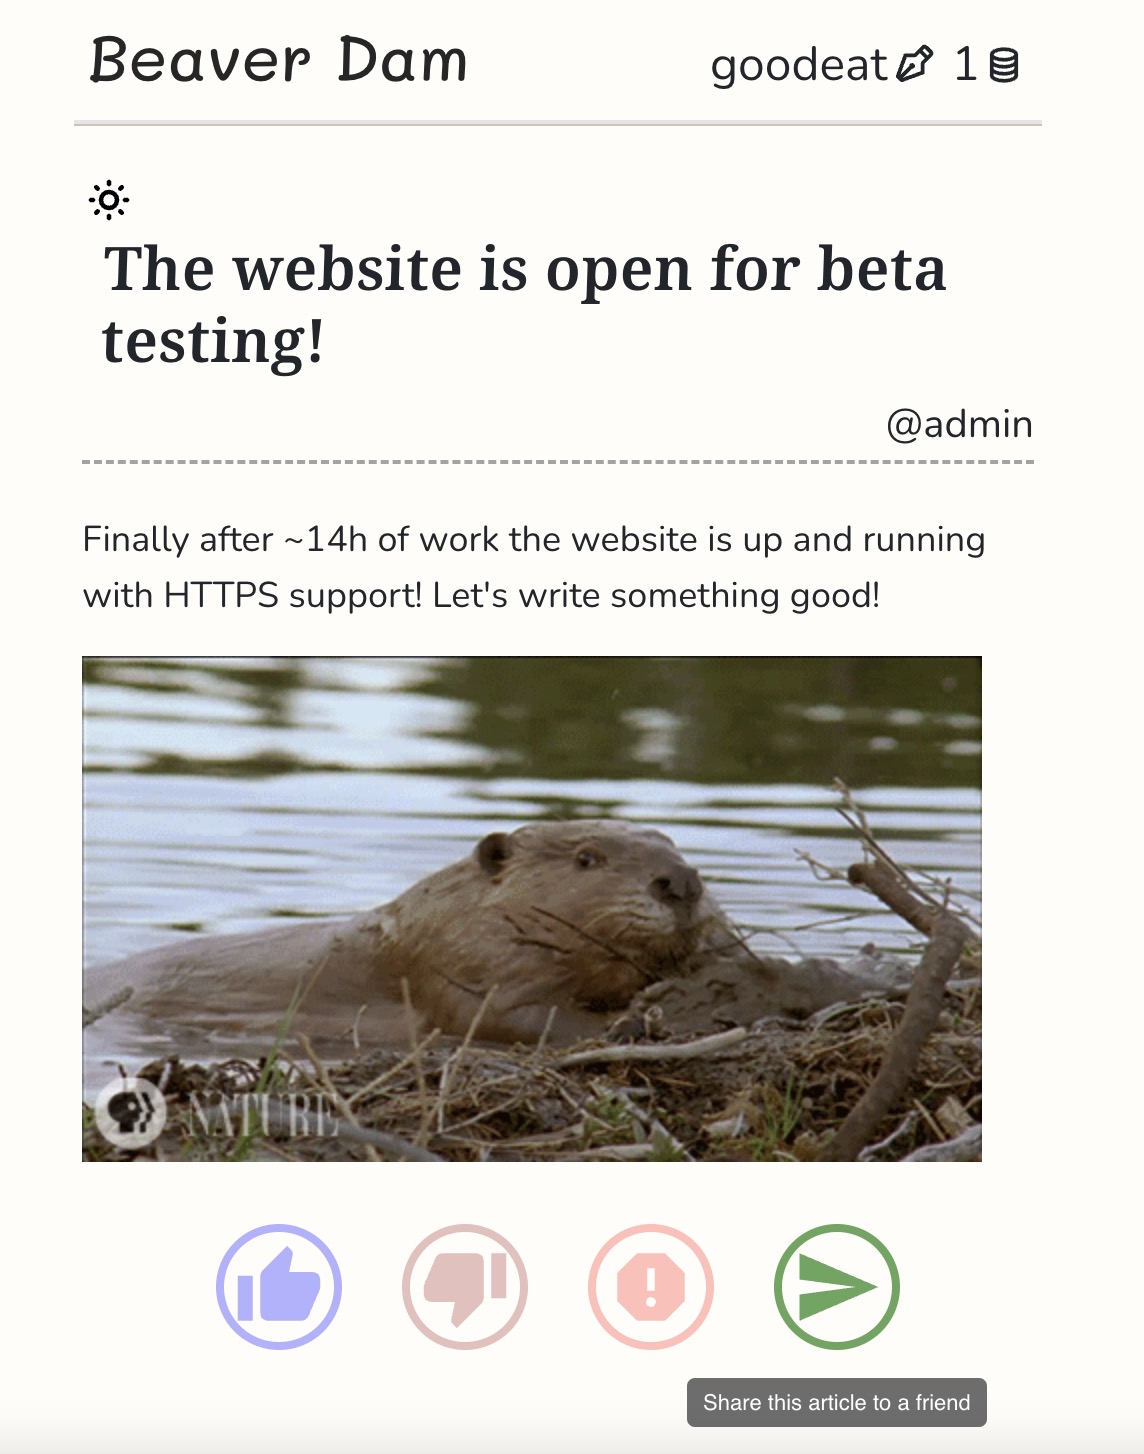 Beaver Dam
goodeat 1
The website is open for beta
testing!
@admin
Finally after ~14h of work the website is up and running
with HTTPS support! Let's write something good!
NATURE
Share this article to a friend